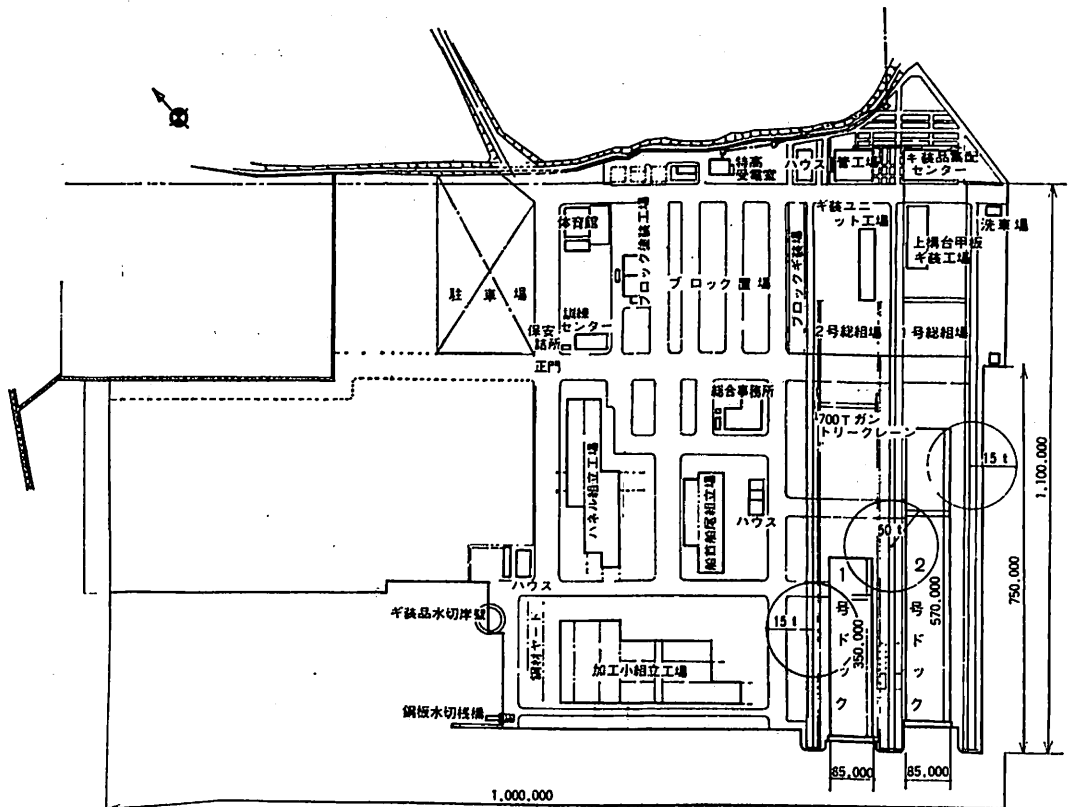 特高
受電室
ハウス
管工場
ギ装品集配
センター
体育館
ブロック塗装工場
ブロック置場
ブロックギ装場
ギ装ユニ
ット工場
上構台甲板
ギ装工場
洗車場
駐車場
訓練
センター
保安
詰所
正門
2号総組場
1号総組場
総合事務所
700Tガン
トリークレーン
15t
1,100,000
パネル組立工場
船首船尾組立場
ハウス
50t
750,000
ハウス
ギ装品水切岸壁
15t
1号ドック
350,000
2号ドック
570,000
鋼材ヤード
加工小組立工場
鋼板水切桟橋
85,000
85,000
1,000,000